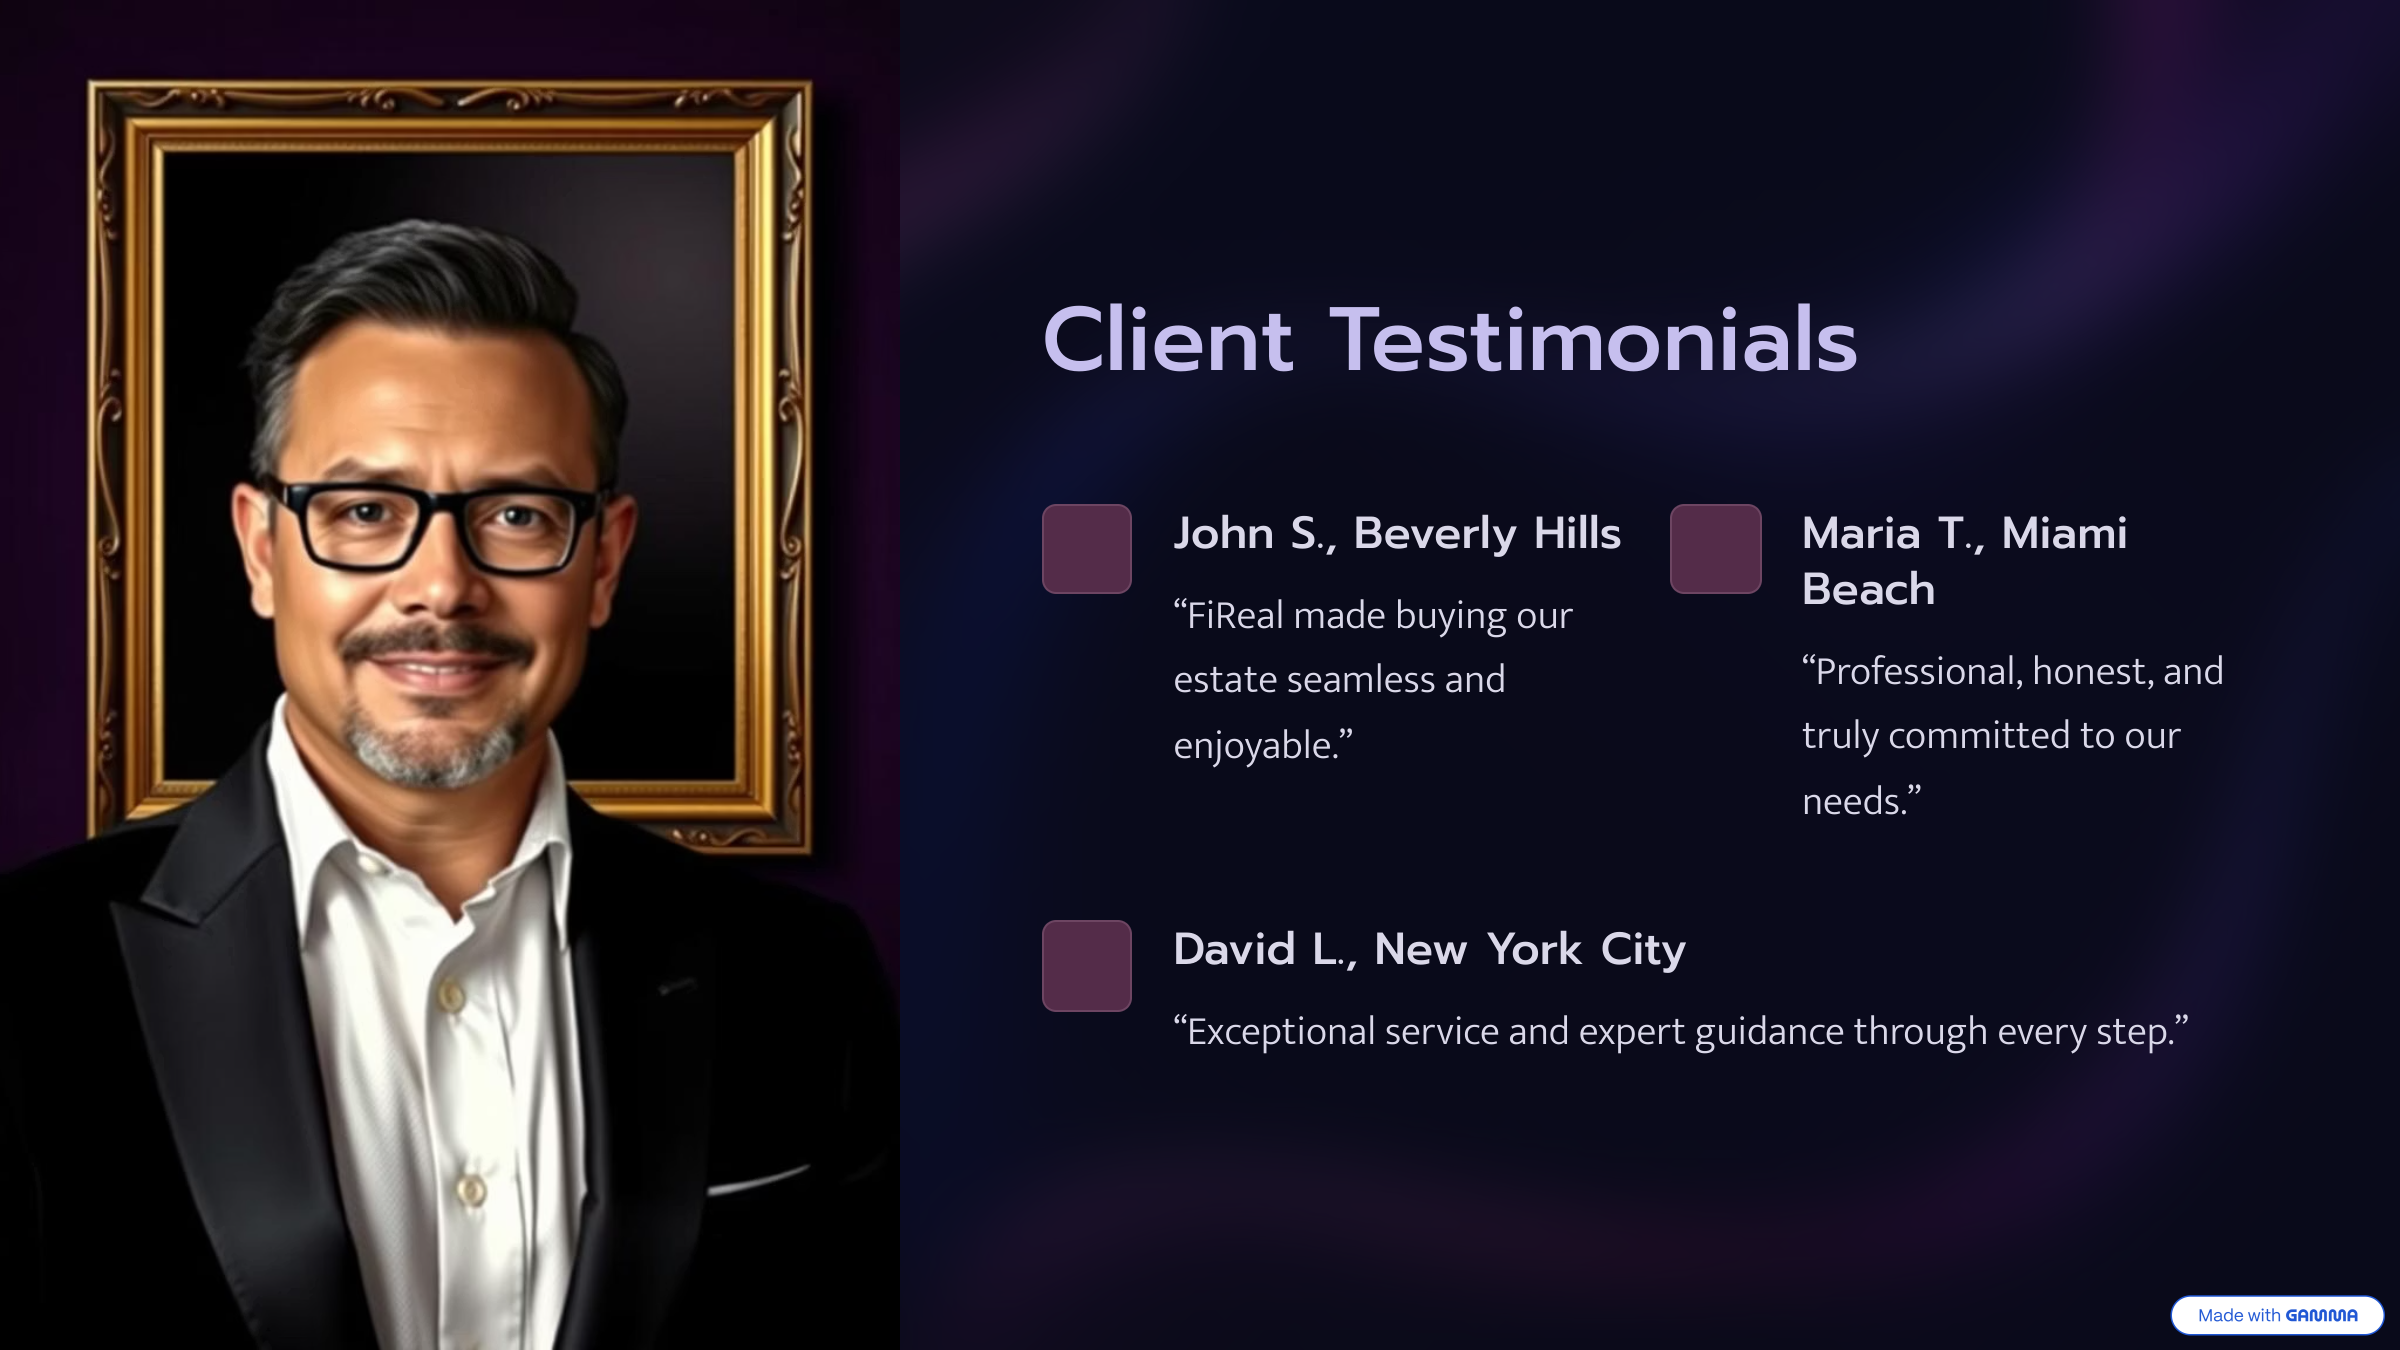 Client Testimonials
John S., Beverly Hills
“FiReal made buying our
estate seamless and
enjoyable.”
Maria T., Miami
Beach
“Professional, honest, and
truly committed to our
needs.”
David L., New York City
“Exceptional service and expert guidance through every step.”
Made with GAMMA